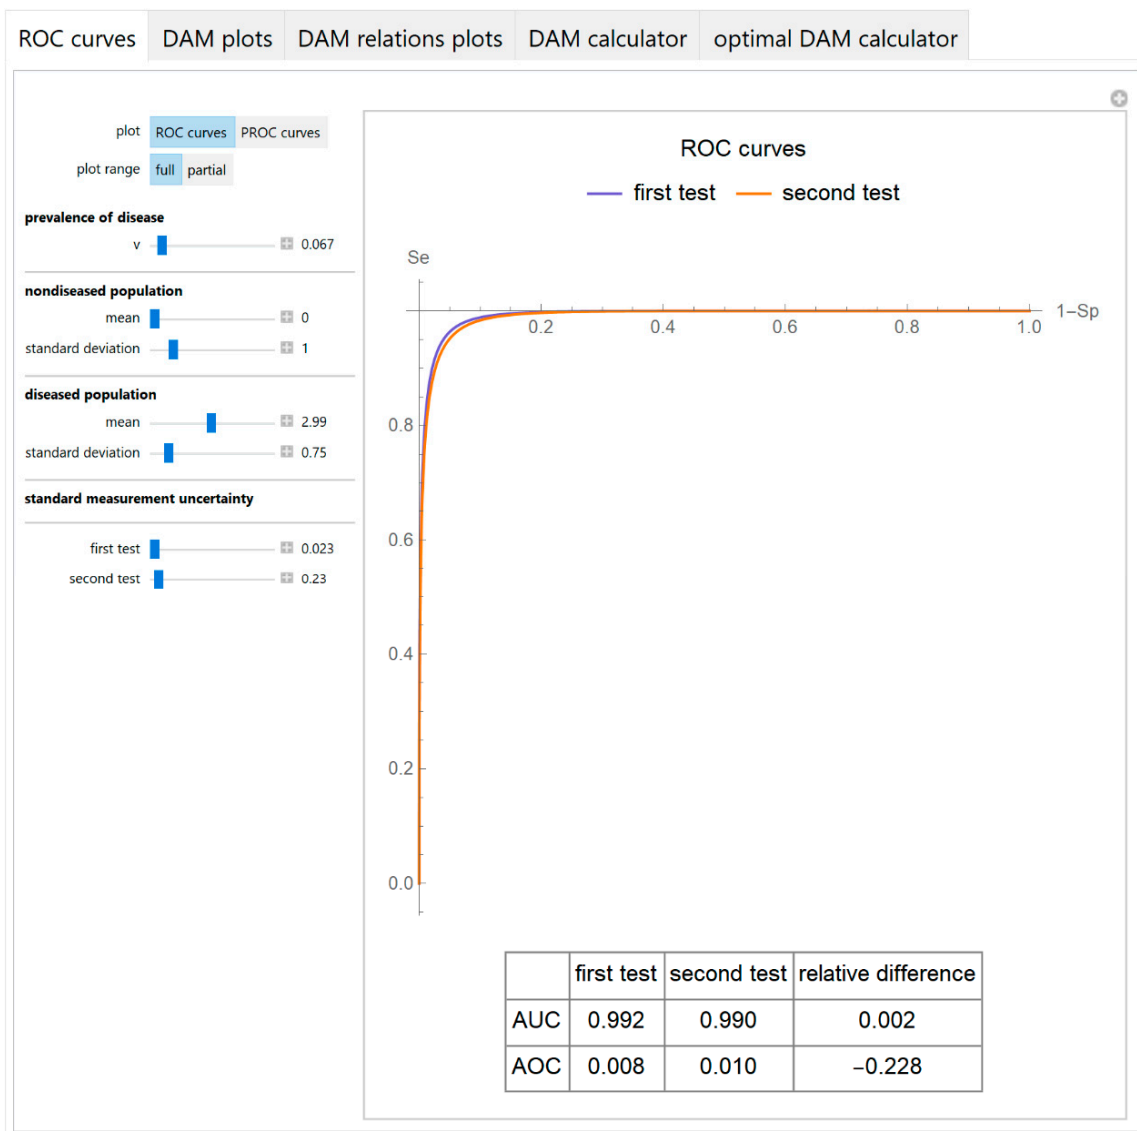 ROC curves DAM plots DAM relations plots DAM calculator optimal DAM calculator
plot ROC curves PROC curves
plot range full partial
prevalence of disease
v 0.067
nondiseased population
mean 0
standard deviation 1
diseased population
mean 2.99
standard deviation 0.75
standard measurement uncertainty
first test 0.023
second test 0.23
ROC curves
first test second test
Se
1−Sp
0.2 0.4 0.6 0.8 1.0
0.8
0.6
0.4
0.2
0.0
first test second test relative difference
AUC 0.992 0.990 0.002
AOC 0.008 0.010 −0.228